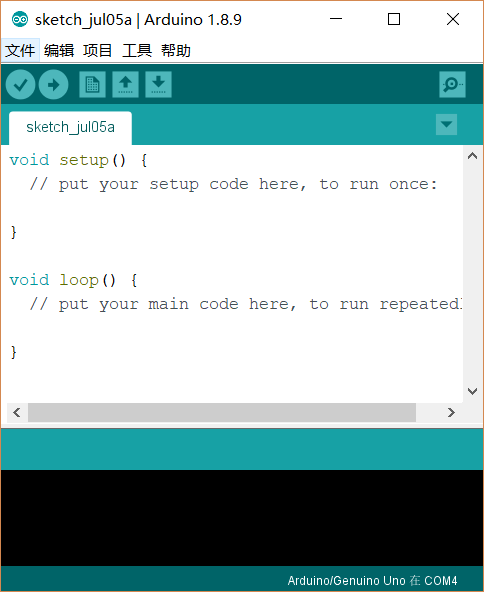 sketch_jul05a | Arduino 1.8.9
文件 编辑 项目 工具 帮助
sketch_jul05a
void setup() {
  // put your setup code here, to run once:
}
void loop() {
  // put your main code here, to run repeatedl
}
Arduino/Genuino Uno 在 COM4